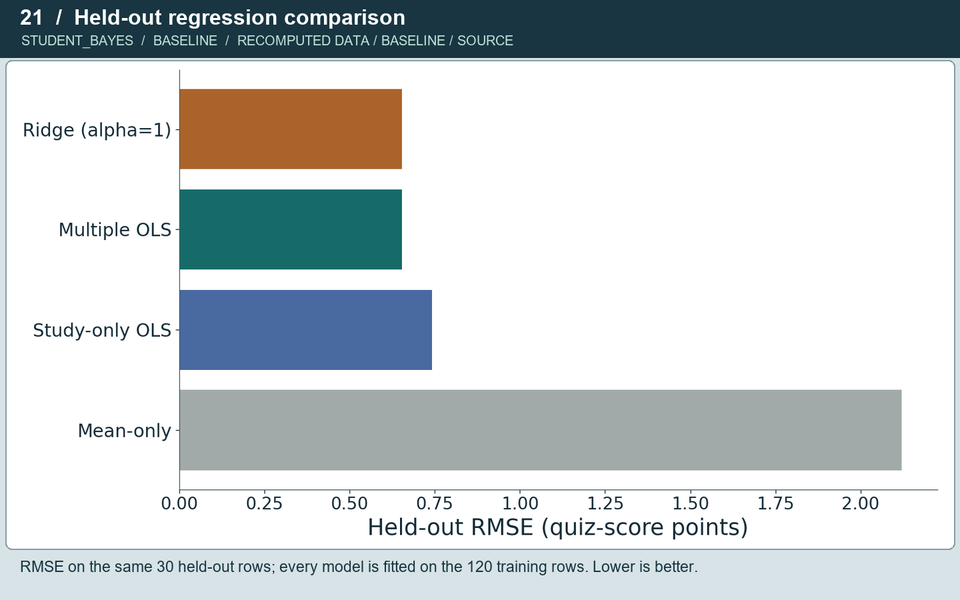 21 / Held-out regression comparison
STUDENT_BAYES / BASELINE / RECOMPUTED DATA / BASELINE / SOURCE
Ridge (alpha=1)
Multiple OLS
Study-only OLS
Mean-only
0.00 0.25 0.50 0.75 1.00 1.25 1.50 1.75 2.00
Held-out RMSE (quiz-score points)
RMSE on the same 30 held-out rows; every model is fitted on the 120 training rows. Lower is better.